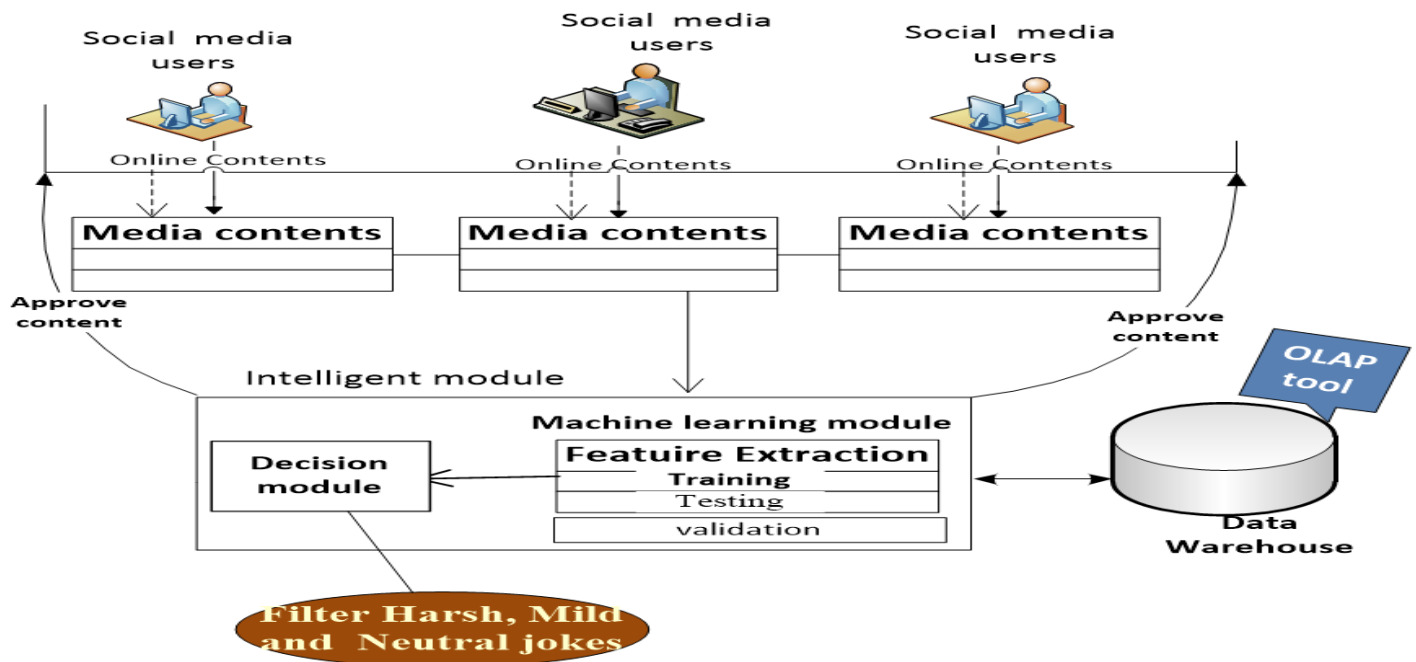 Social media
users
Social media
users
Social media
users
Online Contents
Online Contents
Online Contents
Media contents
Media contents
Media contents
Approve
content
Approve
content
OLAP
tool
Intelligent module
Machine learning module
Decision
module
Featuire Extraction
Training
Testing
validation
Data
Warehouse
Filter Harsh, Mild
and Neutral jokes